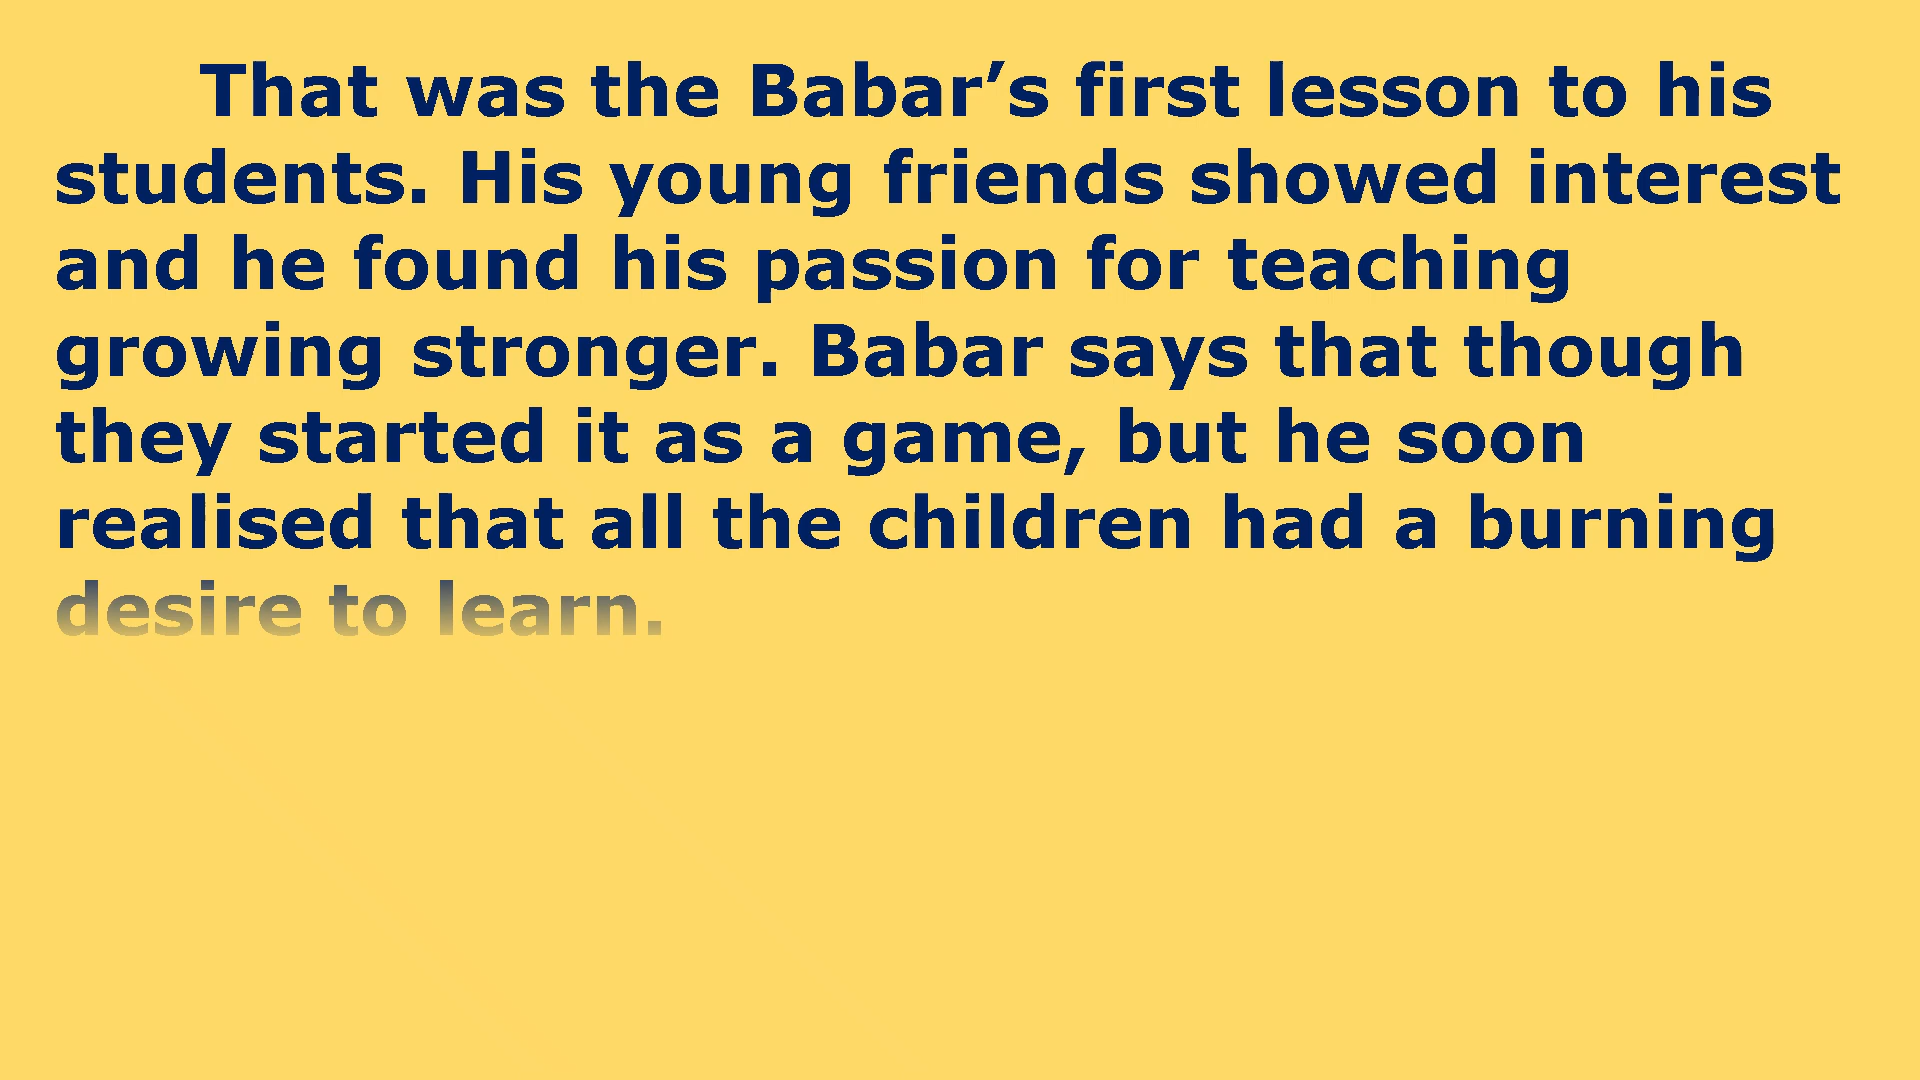 That was the Babar’s first lesson to his
students. His young friends showed interest
and he found his passion for teaching
growing stronger. Babar says that though
they started it as a game, but he soon
realised that all the children had a burning
desire to learn.